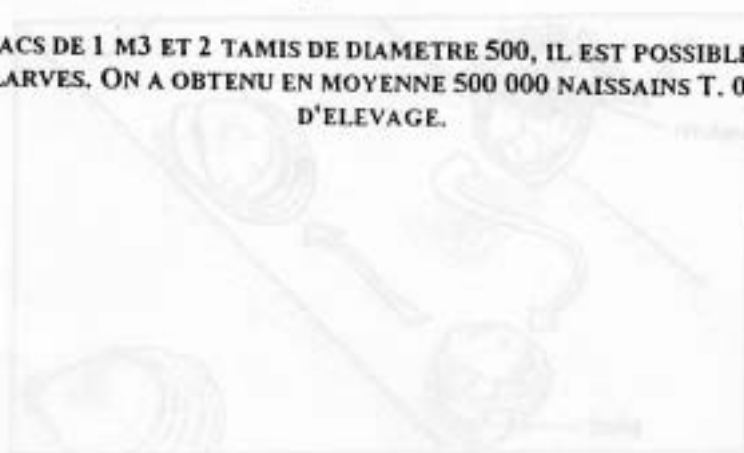 ACS DE 1 M3 ET 2 TAMIS DE DIAMETRE 500, IL EST POSSIBLE
LARVES. ON A OBTENU EN MOYENNE 500 000 NAISSAINS T. 0
D'ELEVAGE.